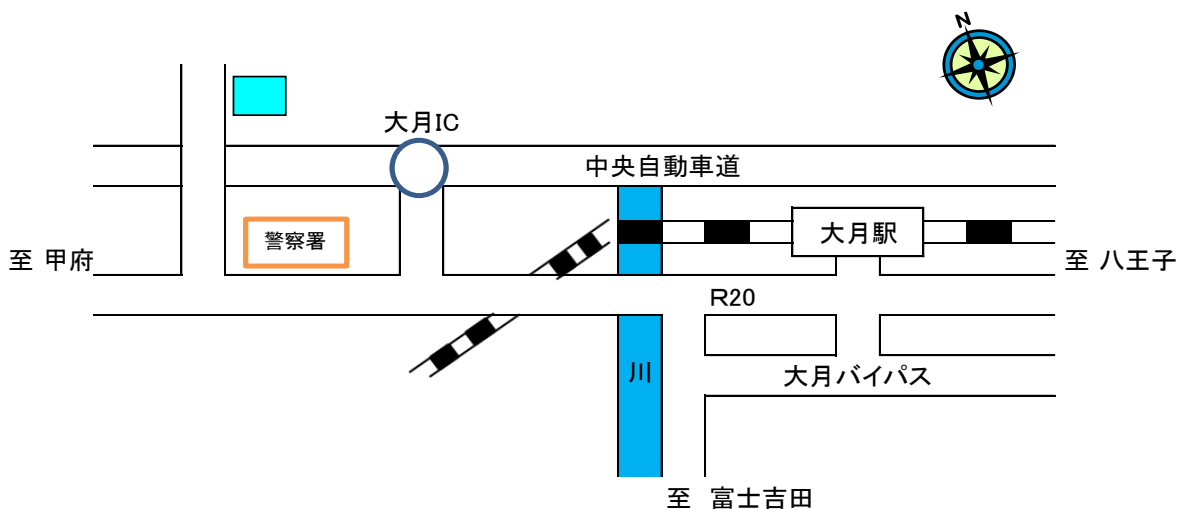 N
大月IC
中央自動車道
警察署
大月駅
至 甲府
至 八王子
R20
川
大月バイパス
至 富士吉田